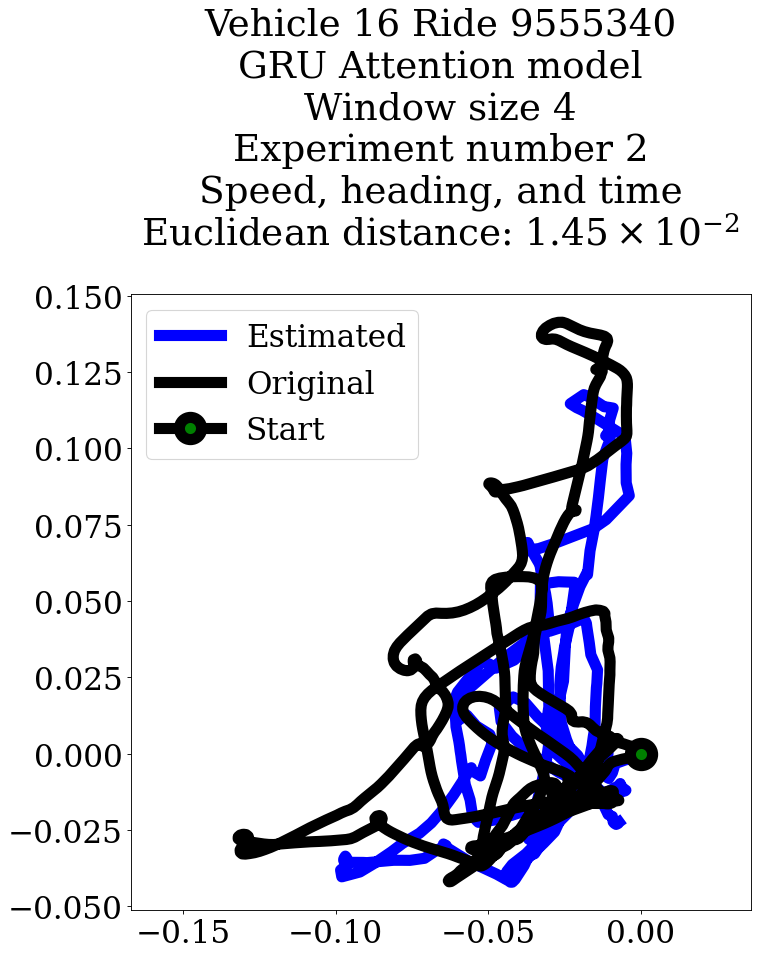 Vehicle 16 Ride 9555340
GRU Attention model
Window size 4
Experiment number 2
Speed, heading, and time
Euclidean distance: 1.45 × 10⁻²
0.150
0.125
0.100
0.075
0.050
0.025
0.000
−0.025
−0.050
Estimated
Original
Start
−0.15
−0.10
−0.05
0.00